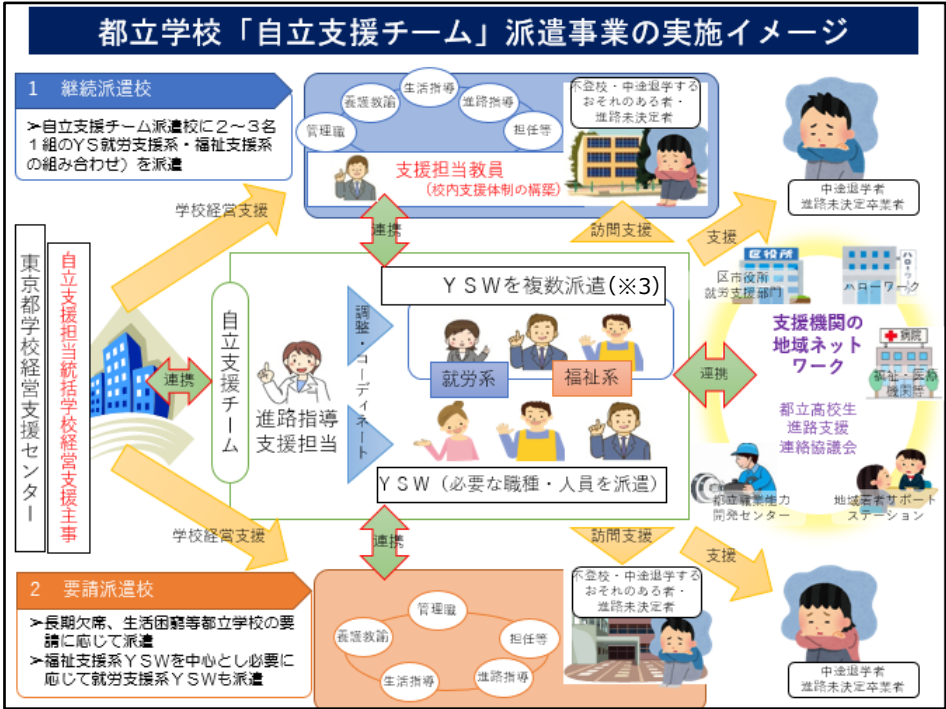 都立学校「自立支援チーム」派遣事業の実施イメージ
1 継続派遣校
➢自立支援チーム派遣校に2～3名
1組のYS就労支援系・福祉支援系
の組み合わせ）を派遣
管理職
養護教諭
生活指導
進路指導
担任等
支援担当教員
（校内支援体制の構築）
不登校・中途退学する
おそれのある者・
進路未決定者
中途退学者
進路未決定卒業者
学校経営支援
連携
訪問支援
支援
東京都学校経営支援センター
自立支援担当統括学校経営支援主事
連携
自立支援チーム
進路指導
支援担当
調整・コーディネート
YSWを複数派遣(※3)
就労系
福祉系
YSW（必要な職種・人員を派遣）
連携
区役所
区市役所
就労支援部門
ハローワーク
ハローワーク
支援機関の
地域ネット
ワーク
病院
福祉・医療
機関等
都立高校生
進路支援
連絡協議会
都立職業能力
開発センター
地域若者サポート
ステーション
学校経営支援
連携
訪問支援
支援
2 要請派遣校
➢長期欠席、生活困窮等都立学校の要
請に応じて派遣
➢福祉支援系YSWを中心とし必要に
応じて就労支援系YSWも派遣
管理職
養護教諭
担任等
生活指導
進路指導
不登校・中途退学する
おそれのある者・
進路未決定者
中途退学者
進路未決定卒業者